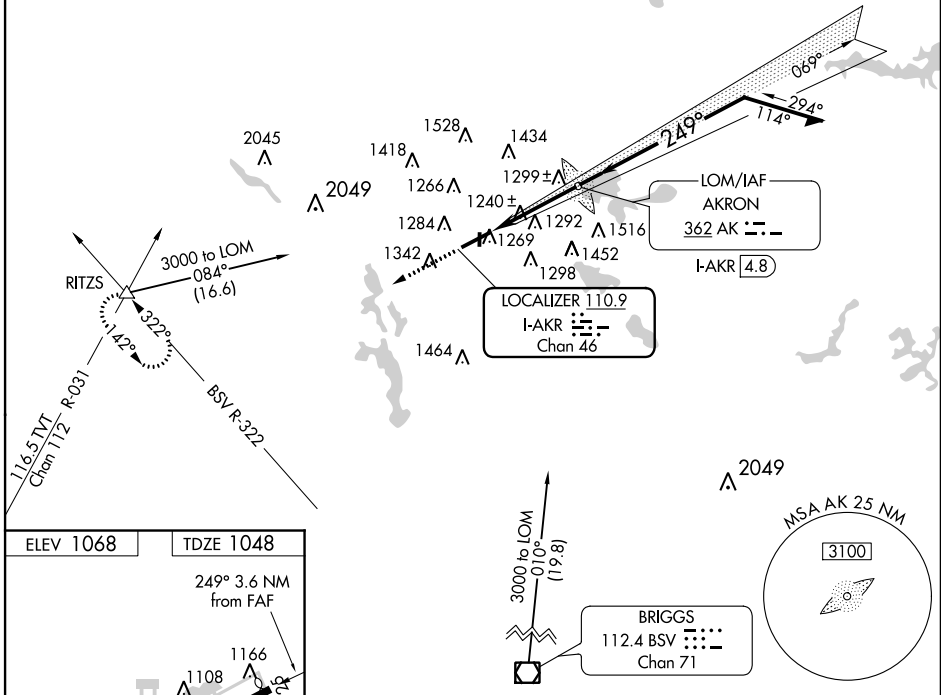 069°
294°
114°
249°
1528
1434
2045
1418
1299±
2049
1266
1240±
1284
1292
1516
1269
1342
1452
1298
LOM/IAF
AKRON
362 AK
I-AKR 4.8
RITZS
3000 to LOM
084°
(16.6)
LOCALIZER 110.9
I-AKR
Chan 46
322°
142°
1464
R-031
116.5 TVT
Chan 112
BSV R-322
2049
MSA AK 25 NM
3100
3000 to LOM
010°
(19.8)
BRIGGS
112.4 BSV
Chan 71
ELEV 1068
TDZE 1048
249° 3.6 NM
from FAF
1166
1108
25